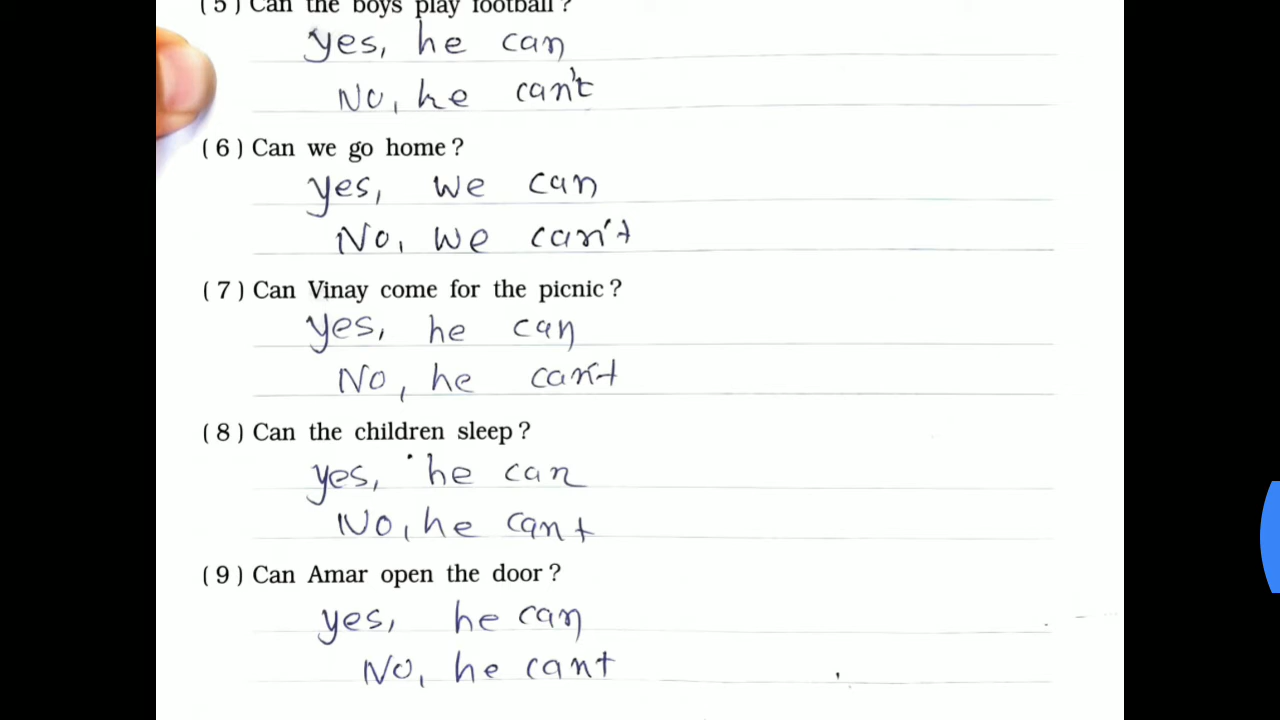 (5) Can the boys play football?
yes, he can
No, he can't
(6) Can we go home?
yes, we can
No, we can't
(7) Can Vinay come for the picnic?
yes, he can
No, he can't
(8) Can the children sleep?
yes, he can
No, he cant
(9) Can Amar open the door?
yes, he can
No, he cant